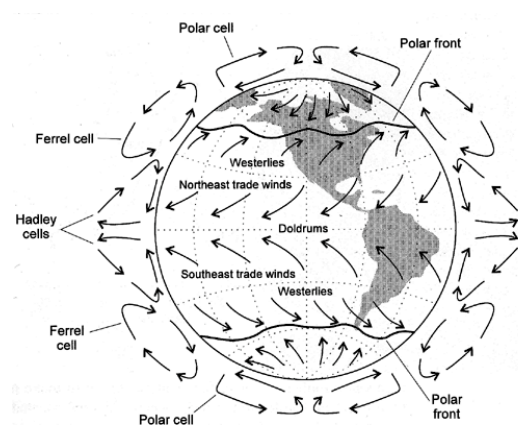 Polar cell
Polar front
Ferrel cell
Westerlies
Northeast trade winds
Hadley
cells
Doldrums
Southeast trade winds
Westerlies
Ferrel
cell
Polar cell
Polar
front